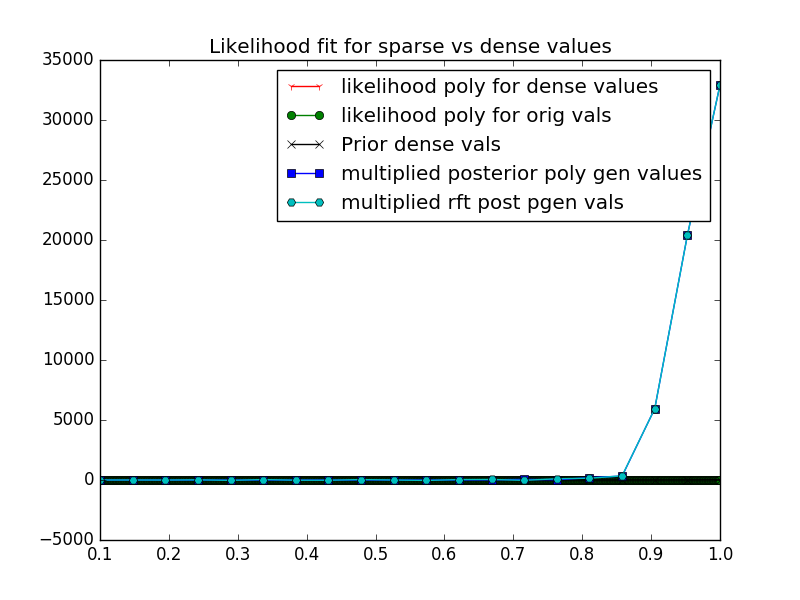 Likelihood fit for sparse vs dense values
35000
30000
25000
20000
15000
10000
5000
0
−5000
likelihood poly for dense values
likelihood poly for orig vals
Prior dense vals
multiplied posterior poly gen values
multiplied rft post pgen vals
0.1 0.2 0.3 0.4 0.5 0.6 0.7 0.8 0.9 1.0